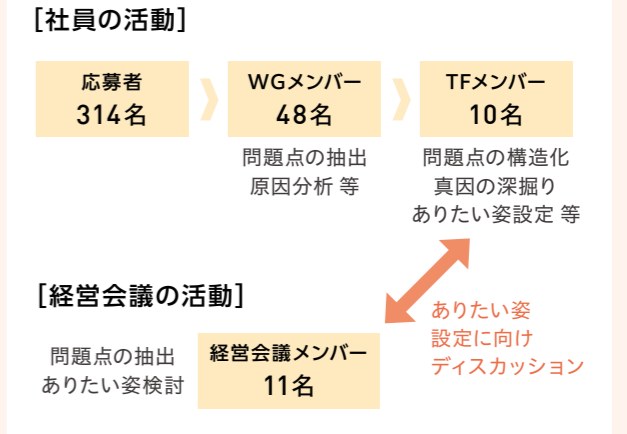 [社員の活動]
応募者
314名
WGメンバー
48名
問題点の抽出
原因分析 等
TFメンバー
10名
問題点の構造化
真因の深掘り
ありたい姿設定 等
ありたい姿
設定に向け
ディスカッション
[経営会議の活動]
問題点の抽出
ありたい姿検討
経営会議メンバー
11名